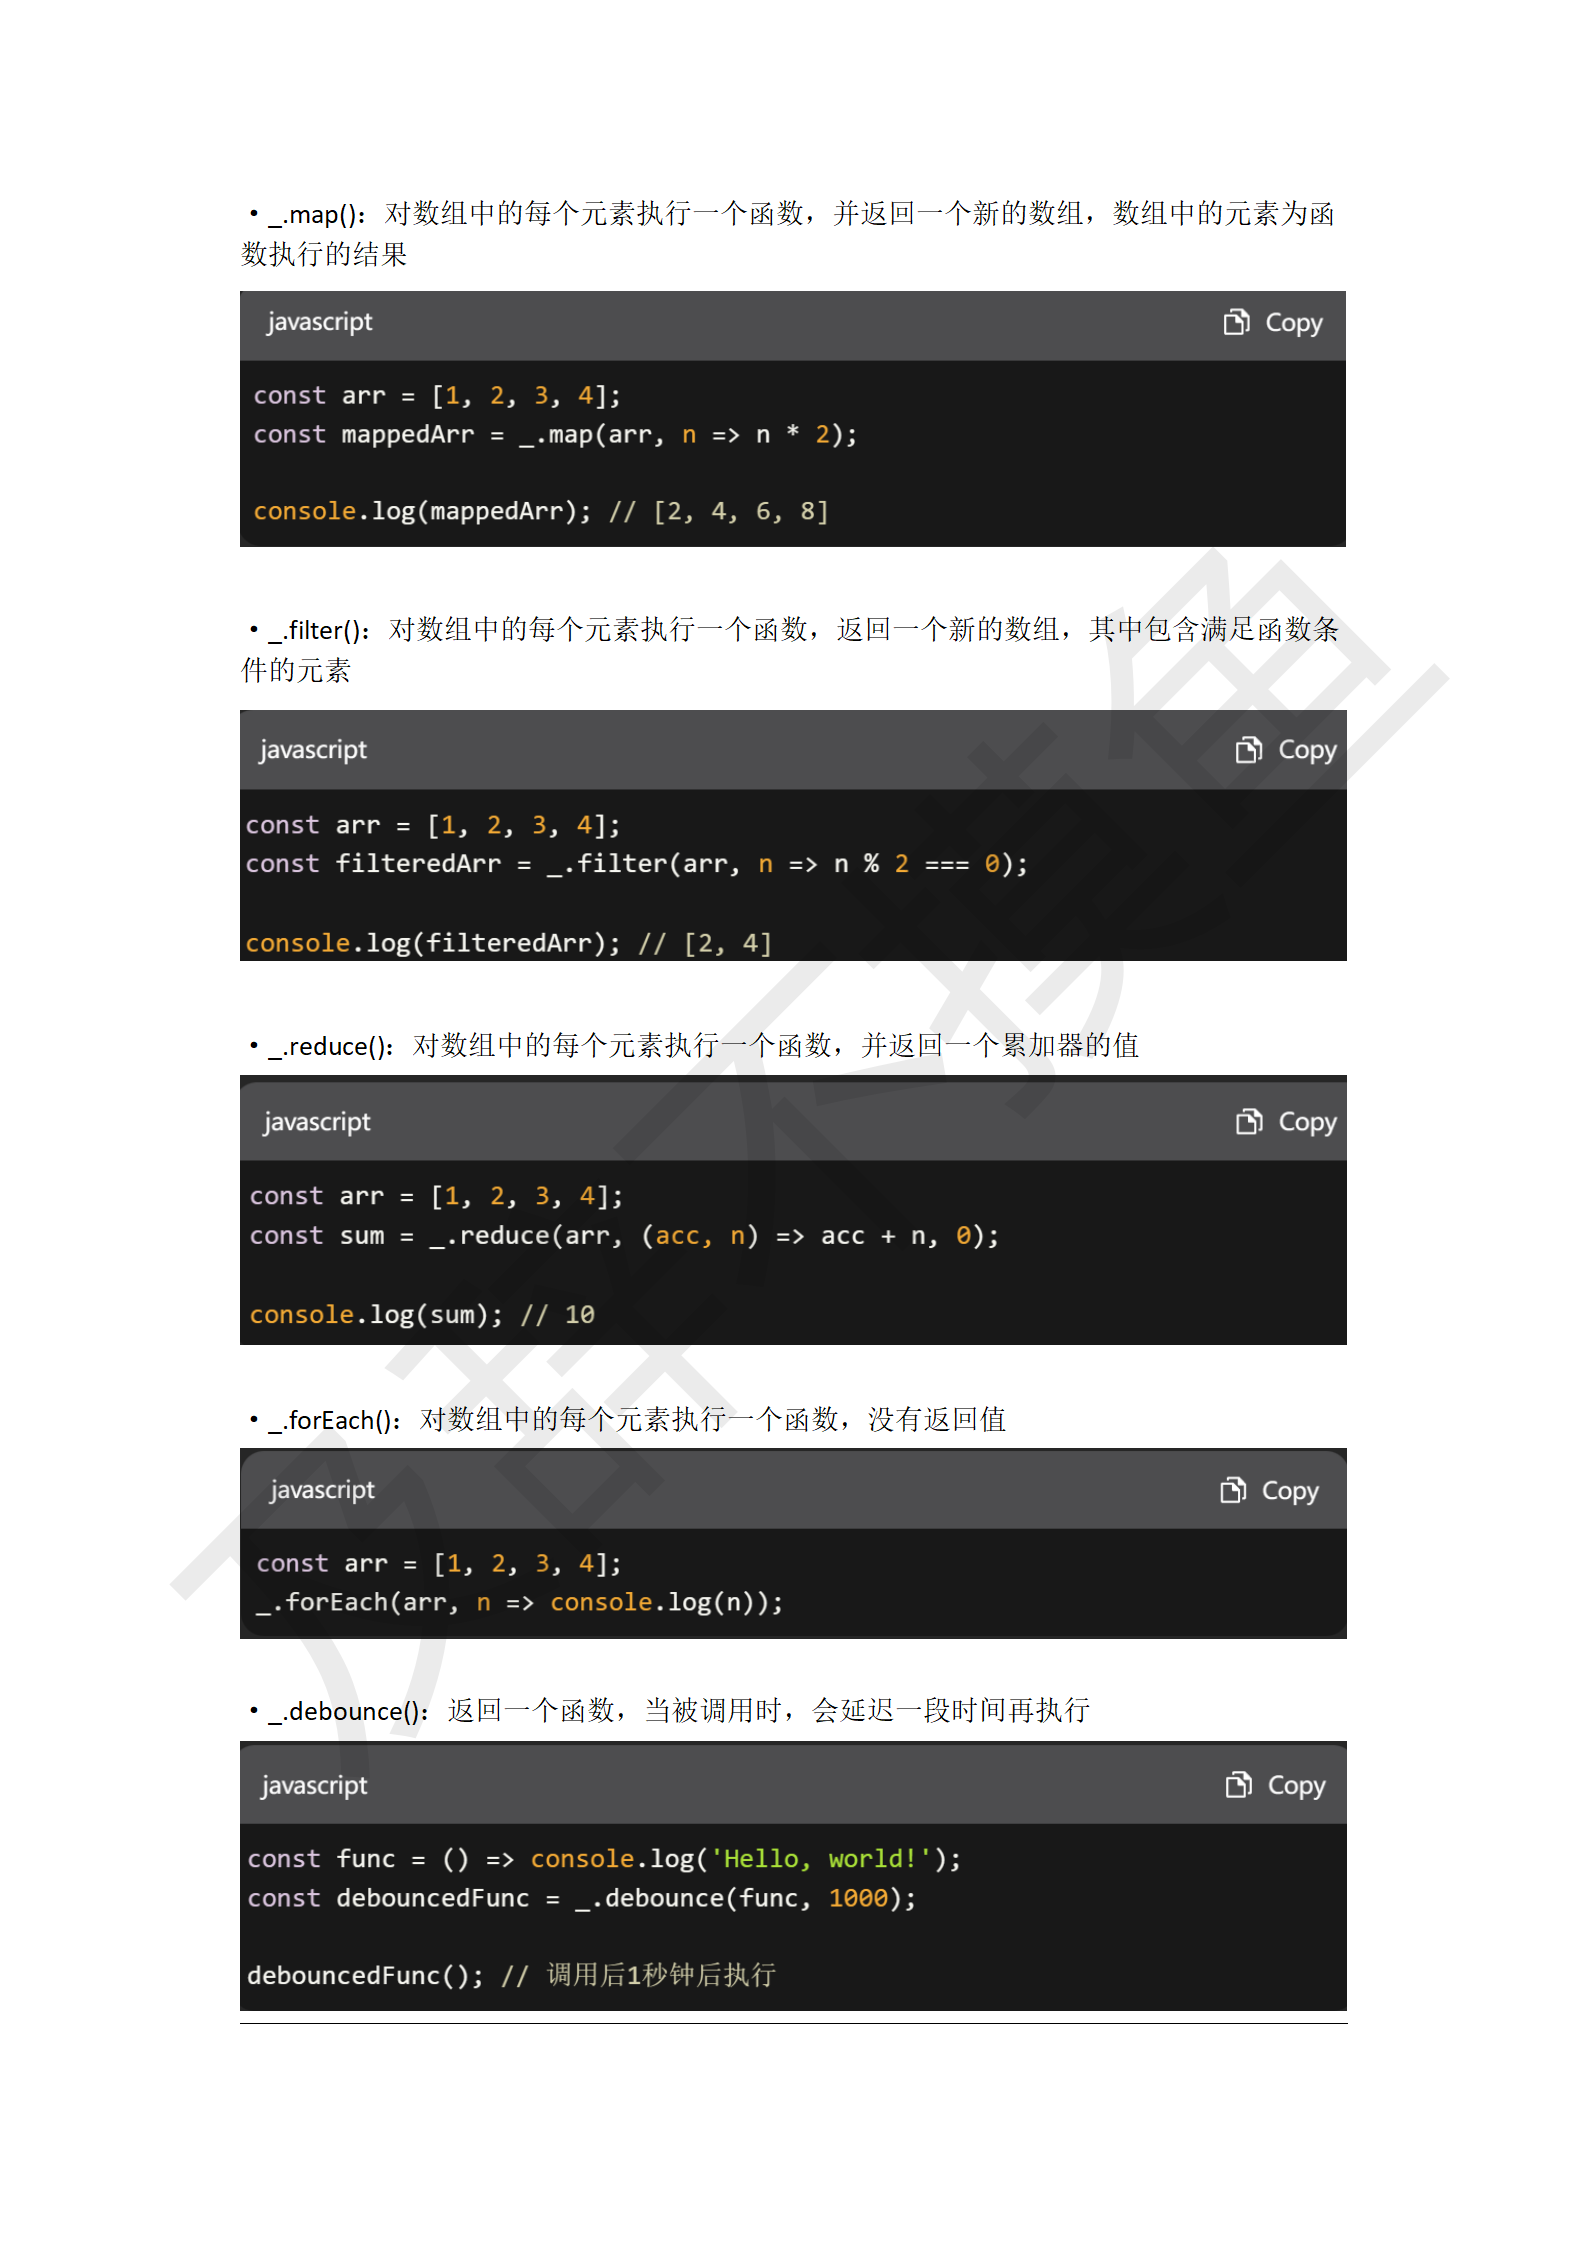 • _.map()：对数组中的每个元素执行一个函数，并返回一个新的数组，数组中的元素为函
数执行的结果
javascript Copy
const arr = [1, 2, 3, 4];
const mappedArr = _.map(arr, n => n * 2);
console.log(mappedArr); // [2, 4, 6, 8]
• _.filter()：对数组中的每个元素执行一个函数，返回一个新的数组，其中包含满足函数条
件的元素
javascript Copy
const arr = [1, 2, 3, 4];
const filteredArr = _.filter(arr, n => n % 2 === 0);
console.log(filteredArr); // [2, 4]
• _.reduce()：对数组中的每个元素执行一个函数，并返回一个累加器的值
javascript Copy
const arr = [1, 2, 3, 4];
const sum = _.reduce(arr, (acc, n) => acc + n, 0);
console.log(sum); // 10
• _.forEach()：对数组中的每个元素执行一个函数，没有返回值
javascript Copy
const arr = [1, 2, 3, 4];
_.forEach(arr, n => console.log(n));
• _.debounce()：返回一个函数，当被调用时，会延迟一段时间再执行
javascript Copy
const func = () => console.log('Hello, world!');
const debouncedFunc = _.debounce(func, 1000);
debouncedFunc(); // 调用后1秒钟后执行
又辞不摸鱼